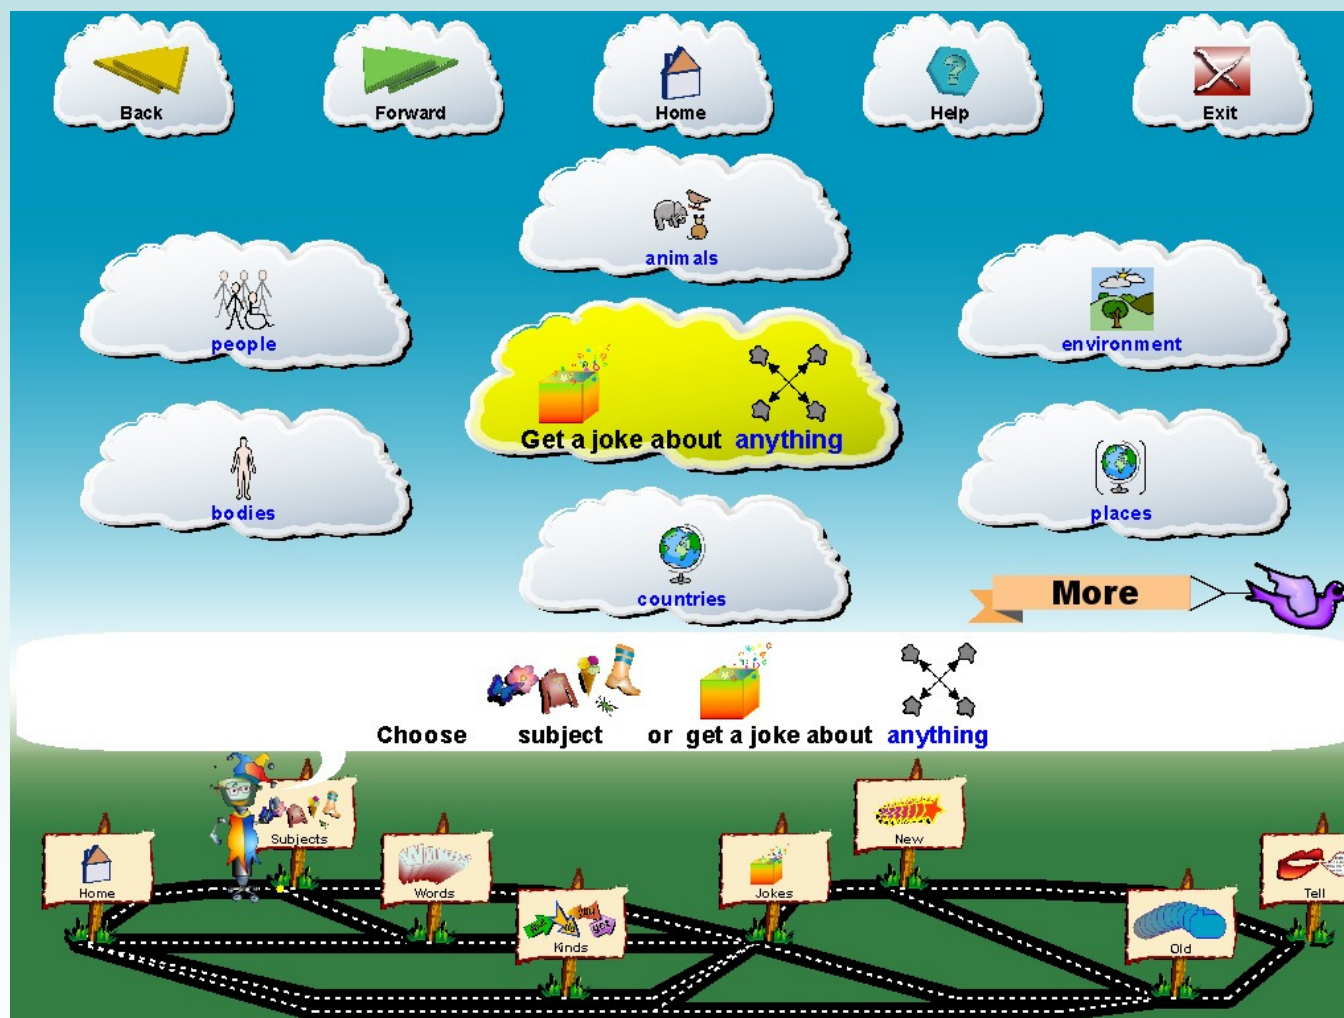 Back
Forward
Home
Help
Exit
animals
people
environment
Get a joke about anything
bodies
places
countries
More
Choose subject or get a joke about anything
Subjects
New
Home
Words
Jokes
Tell
Kinds
Old